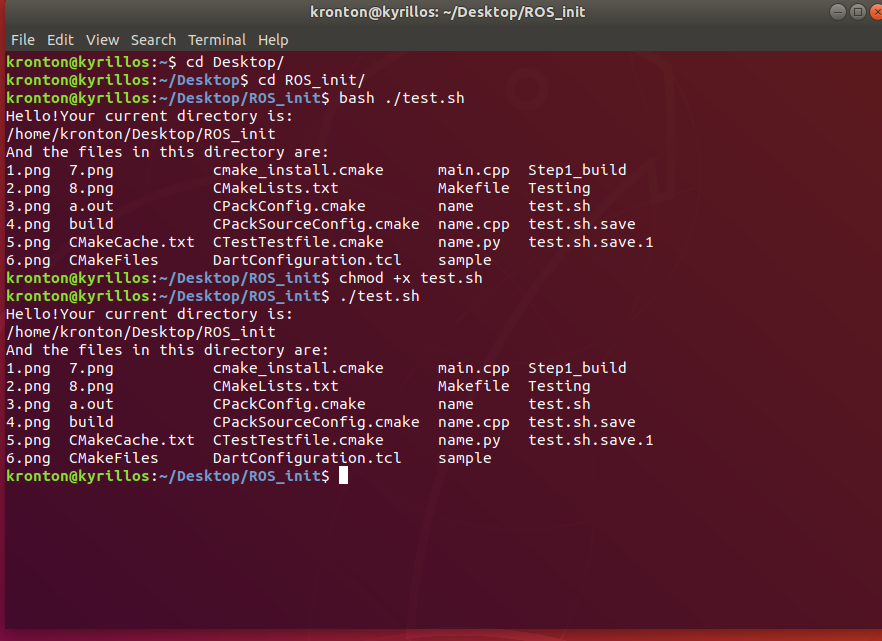 kronton@kyrillos: ~/Desktop/ROS_init
File Edit View Search Terminal Help
kronton@kyrillos:~$ cd Desktop/
kronton@kyrillos:~/Desktop$ cd ROS_init/
kronton@kyrillos:~/Desktop/ROS_init$ bash ./test.sh
Hello!Your current directory is:
/home/kronton/Desktop/ROS_init
And the files in this directory are:
1.png  7.png           cmake_install.cmake      main.cpp  Step1_build
2.png  8.png           CMakeLists.txt           Makefile  Testing
3.png  a.out           CPackConfig.cmake        name      test.sh
4.png  build           CPackSourceConfig.cmake  name.cpp  test.sh.save
5.png  CMakeCache.txt  CTestTestfile.cmake      name.py   test.sh.save.1
6.png  CMakeFiles      DartConfiguration.tcl    sample
kronton@kyrillos:~/Desktop/ROS_init$ chmod +x test.sh
kronton@kyrillos:~/Desktop/ROS_init$ ./test.sh
Hello!Your current directory is:
/home/kronton/Desktop/ROS_init
And the files in this directory are:
1.png  7.png           cmake_install.cmake      main.cpp  Step1_build
2.png  8.png           CMakeLists.txt           Makefile  Testing
3.png  a.out           CPackConfig.cmake        name      test.sh
4.png  build           CPackSourceConfig.cmake  name.cpp  test.sh.save
5.png  CMakeCache.txt  CTestTestfile.cmake      name.py   test.sh.save.1
6.png  CMakeFiles      DartConfiguration.tcl    sample
kronton@kyrillos:~/Desktop/ROS_init$